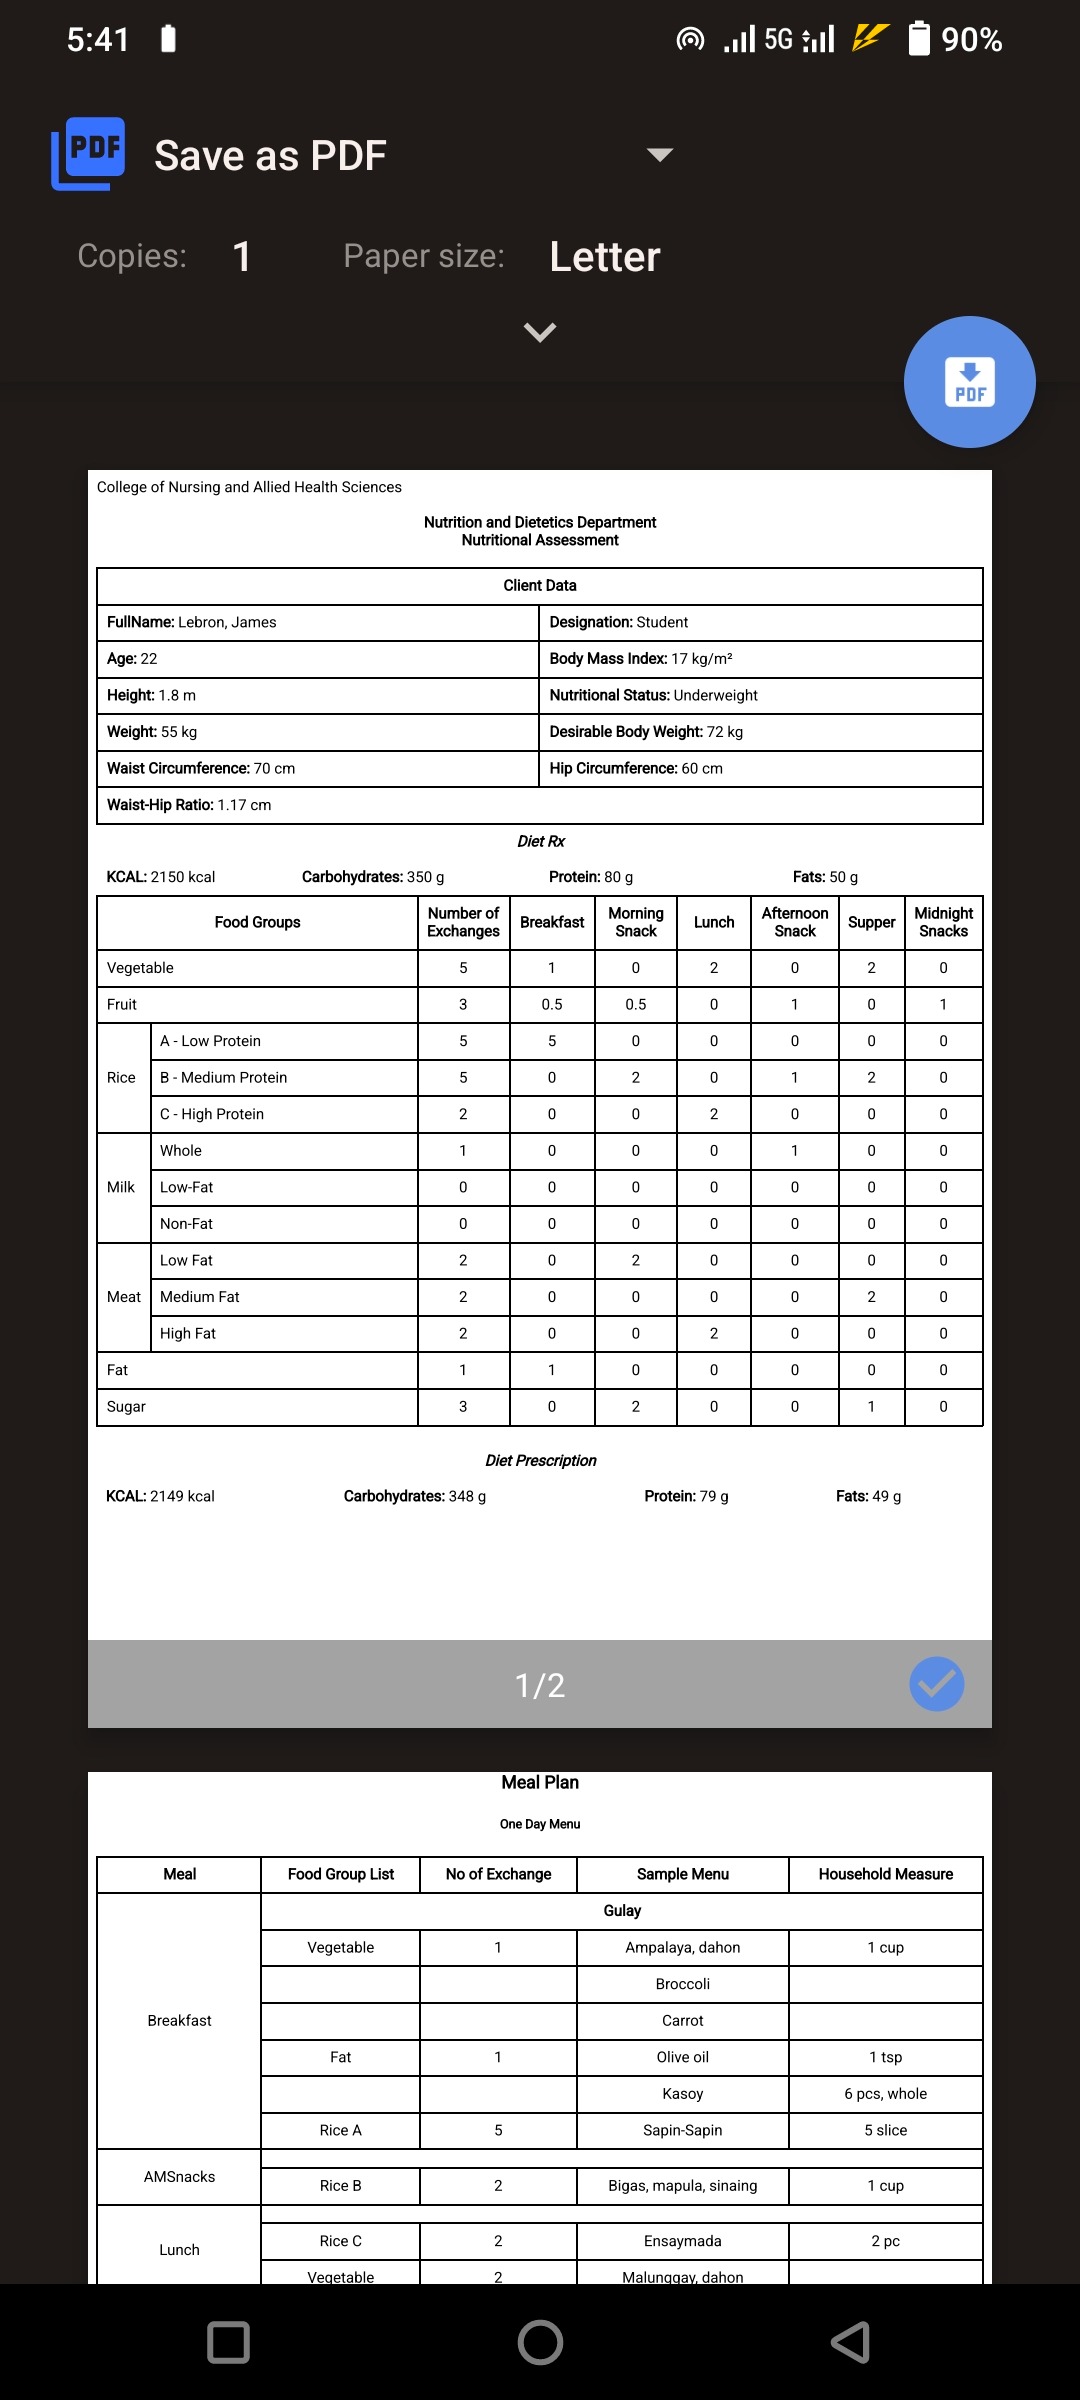 5:41
5G
90%
PDF
Save as PDF
Copies: 1 Paper size: Letter
PDF
College of Nursing and Allied Health Sciences
Nutrition and Dietetics Department
Nutritional Assessment
Client Data
FullName: Lebron, James Designation: Student
Age: 22 Body Mass Index: 17 kg/m²
Height: 1.8 m Nutritional Status: Underweight
Weight: 55 kg Desirable Body Weight: 72 kg
Waist Circumference: 70 cm Hip Circumference: 60 cm
Waist-Hip Ratio: 1.17 cm
Diet Rx
KCAL: 2150 kcal Carbohydrates: 350 g Protein: 80 g Fats: 50 g
Food Groups Number of Exchanges Breakfast Morning Snack Lunch Afternoon Snack Supper Midnight Snacks
Vegetable 5 1 0 2 0 2 0
Fruit 3 0.5 0.5 0 1 0 1
Rice
A - Low Protein 5 5 0 0 0 0 0
B - Medium Protein 5 0 2 0 1 2 0
C - High Protein 2 0 0 2 0 0 0
Milk
Whole 1 0 0 0 1 0 0
Low-Fat 0 0 0 0 0 0 0
Non-Fat 0 0 0 0 0 0 0
Meat
Low Fat 2 0 2 0 0 0 0
Medium Fat 2 0 0 0 0 2 0
High Fat 2 0 0 2 0 0 0
Fat 1 1 0 0 0 0 0
Sugar 3 0 2 0 0 1 0
Diet Prescription
KCAL: 2149 kcal Carbohydrates: 348 g Protein: 79 g Fats: 49 g
1/2
Meal Plan
One Day Menu
Meal Food Group List No of Exchange Sample Menu Household Measure
Breakfast
Gulay
Vegetable 1 Ampalaya, dahon 1 cup
Broccoli
Carrot
Fat 1 Olive oil 1 tsp
Kasoy 6 pcs, whole
Rice A 5 Sapin-Sapin 5 slice
AMSnacks
Rice B 2 Bigas, mapula, sinaing 1 cup
Lunch
Rice C 2 Ensaymada 2 pc
Vegetable 2 Malunggay, dahon